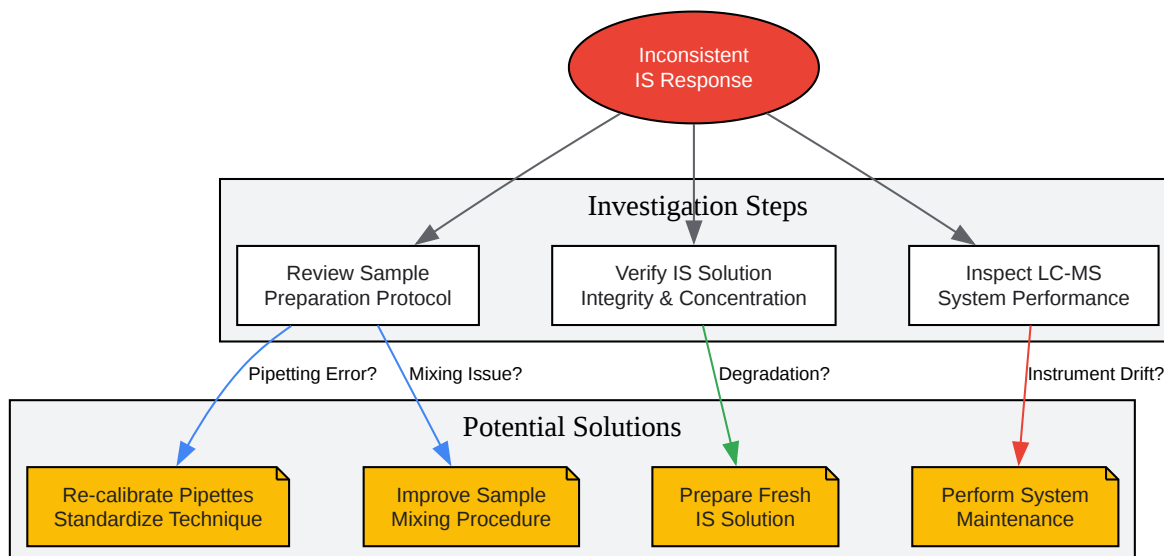 Inconsistent
IS Response
Investigation Steps
Review Sample
Preparation Protocol
Verify IS Solution
Integrity & Concentration
Inspect LC-MS
System Performance
Pipetting Error?
Mixing Issue?
Degradation?
Instrument Drift?
Potential Solutions
Re-calibrate Pipettes
Standardize Technique
Improve Sample
Mixing Procedure
Prepare Fresh
IS Solution
Perform System
Maintenance